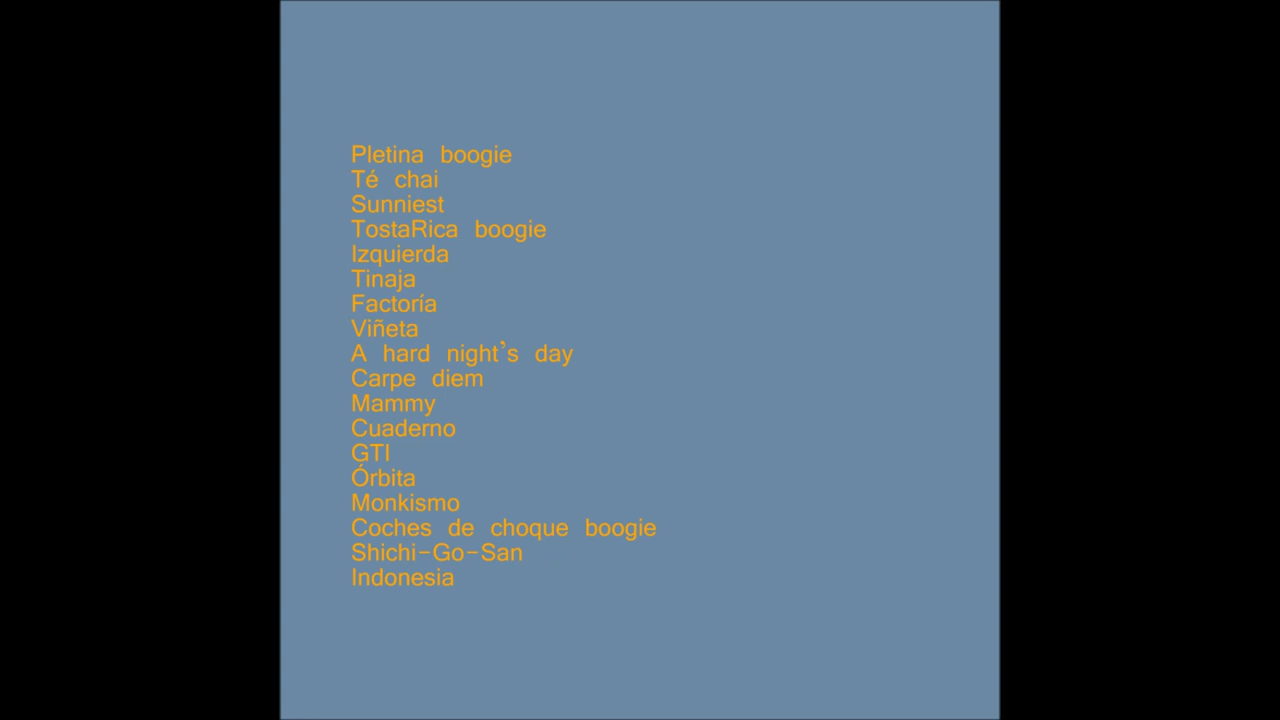 Pletina boogie
Té chai
Sunniest
TostaRica boogie
Izquierda
Tinaja
Factoría
Viñeta
A hard night’s day
Carpe diem
Mammy
Cuaderno
GTI
Órbita
Monkismo
Coches de choque boogie
Shichi-Go-San
Indonesia